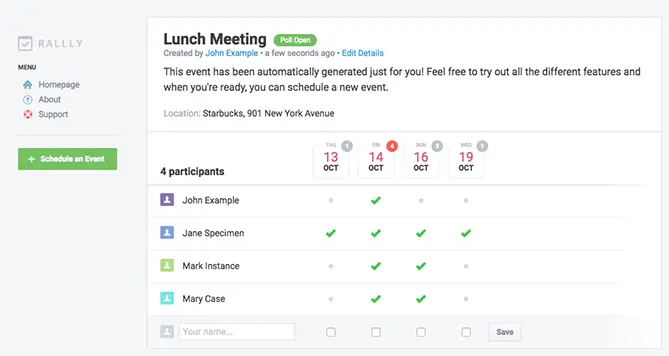 RALLLY
MENU
Homepage
About
Support
+ Schedule an Event
Lunch Meeting Poll Open
Created by John Example • a few seconds ago • Edit Details
This event has been automatically generated just for you! Feel free to try out all the different features and
when you're ready, you can schedule a new event.
Location: Starbucks, 901 New York Avenue
4 participants
THU 1 FRI 4 SUN 3 WED 1
13 14 16 19
OCT OCT OCT OCT
John Example
Jane Specimen
Mark Instance
Mary Case
Your name... Save